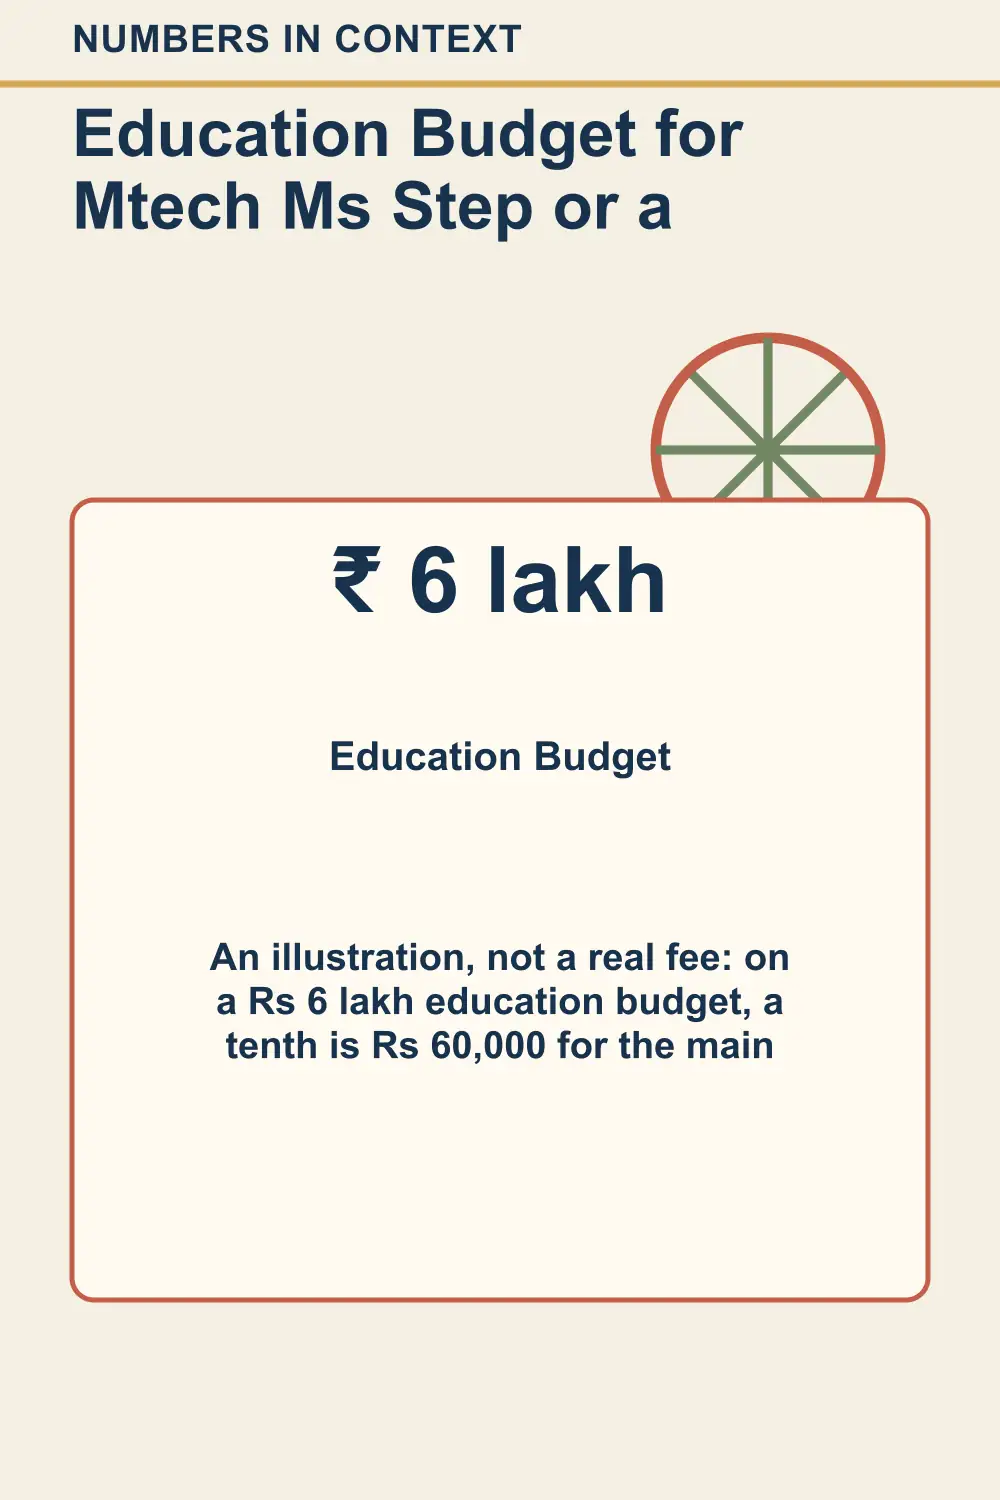 NUMBERS IN CONTEXT
Education Budget for
Mtech Ms Step or a
₹ 6 lakh
Education Budget
An illustration, not a real fee: on
a Rs 6 lakh education budget, a
tenth is Rs 60,000 for the main